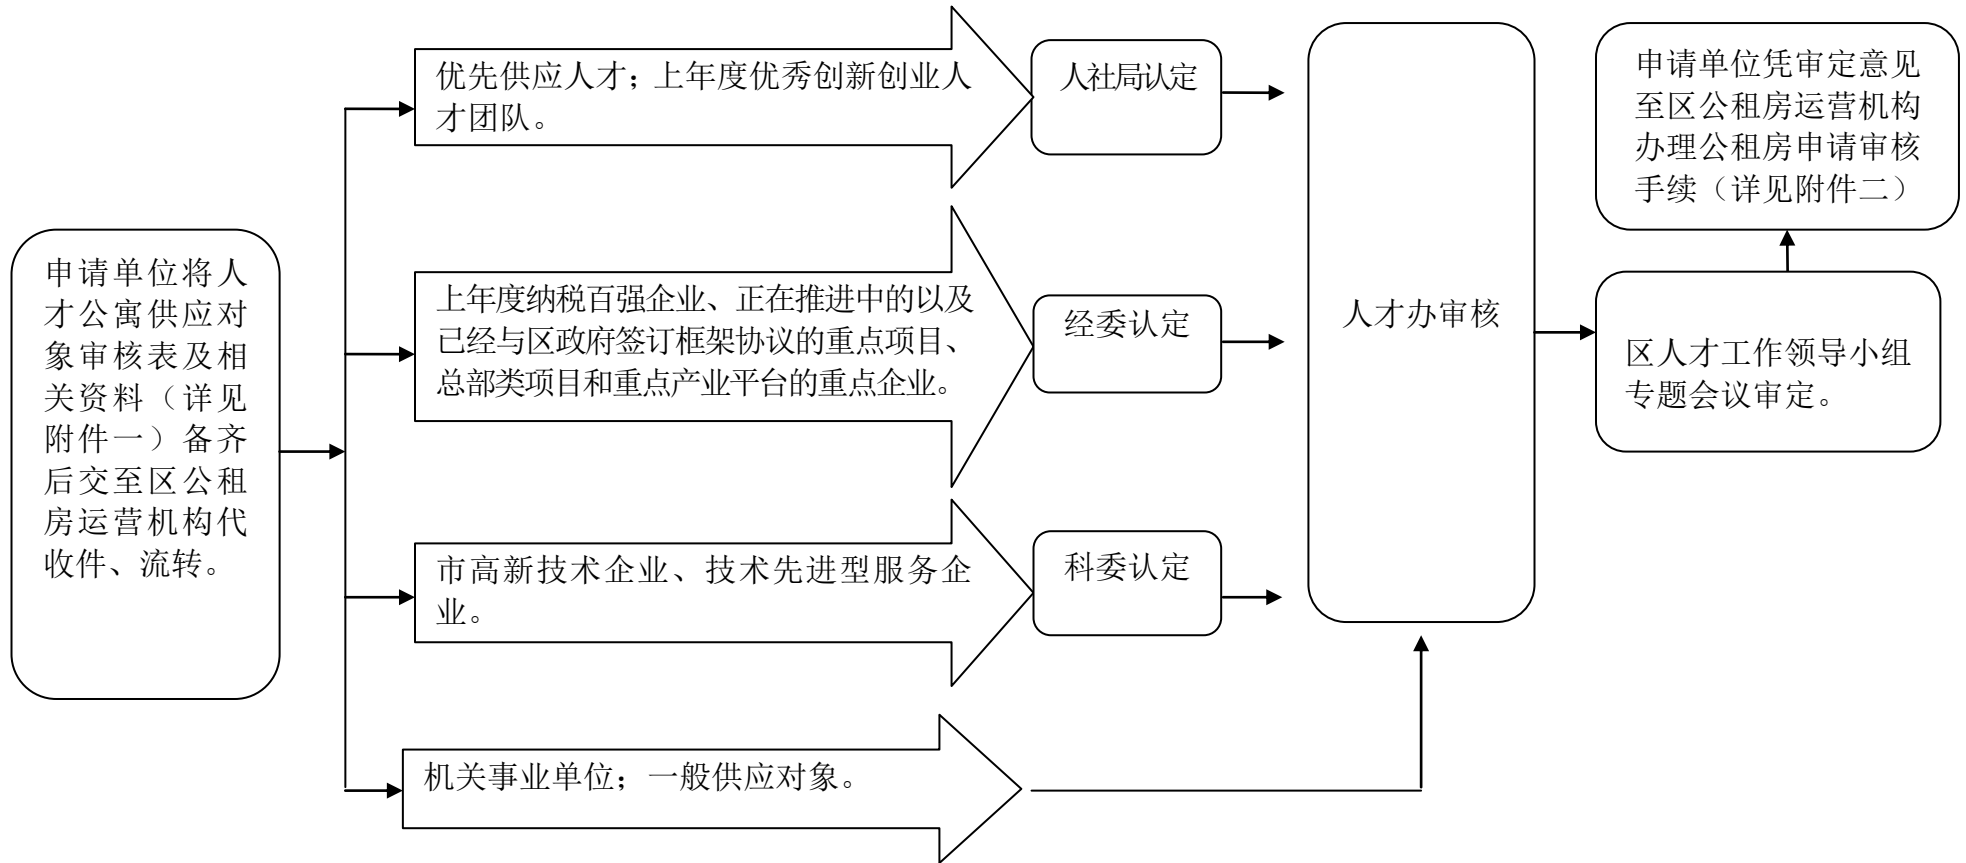 申请单位将人
才公寓供应对
象审核表及相
关资料（详见
附件一）备齐
后交至区公租
房运营机构代
收件、流转。
优先供应人才；上年度优秀创新创业人
才团队。
人社局认定
上年度纳税百强企业、正在推进中的以及
已经与区政府签订框架协议的重点项目、
总部类项目和重点产业平台的重点企业。
经委认定
市高新技术企业、技术先进型服务企
业。
科委认定
机关事业单位；一般供应对象。
人才办审核
区人才工作领导小组
专题会议审定。
申请单位凭审定意见
至区公租房运营机构
办理公租房申请审核
手续（详见附件二）